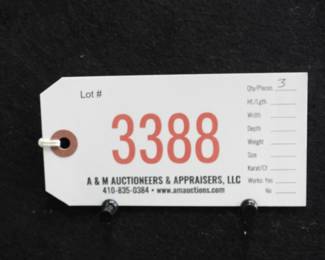 Lot #
3388
A & M AUCTIONEERS & APPRAISERS, LLC
410-835-0384 • www.amauctions.com
Qty/Pieces 3
Ht./Lgth.
Width
Depth
Weight
Size
Karat/Ct
Works: Yes
No